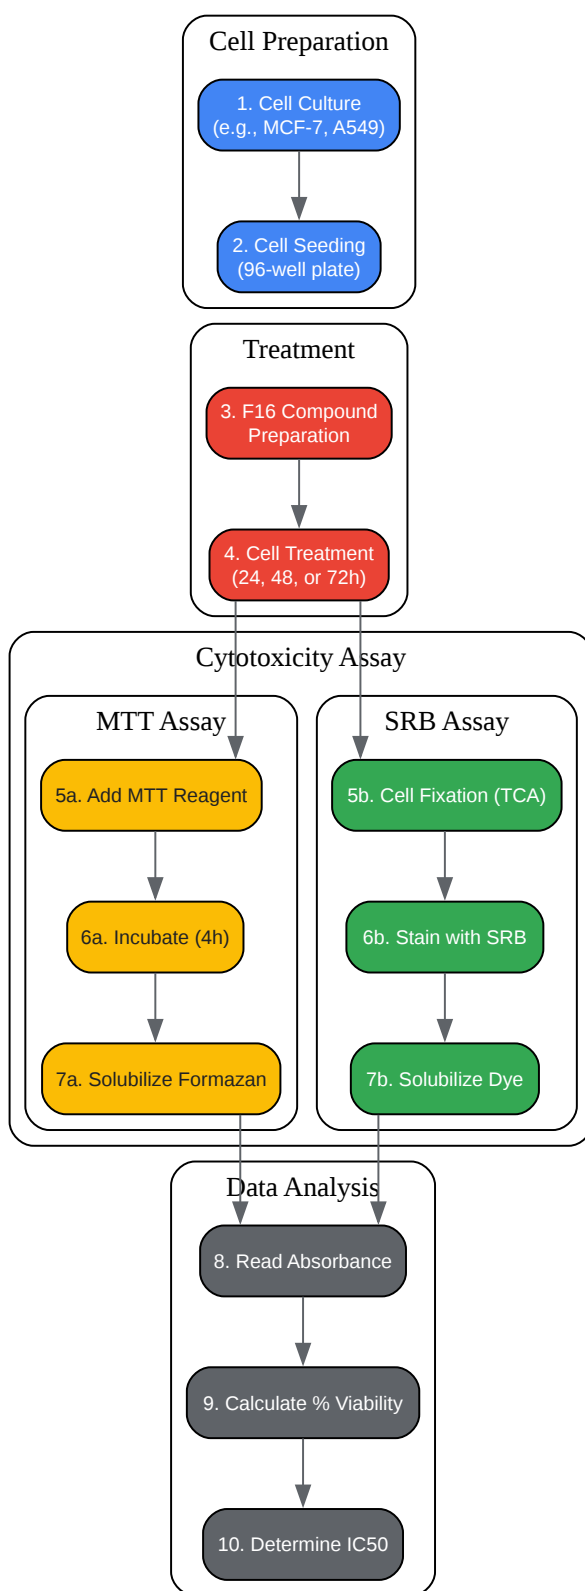 Cell Preparation
1. Cell Culture
(e.g., MCF-7, A549)
2. Cell Seeding
(96-well plate)
Treatment
3. F16 Compound
Preparation
4. Cell Treatment
(24, 48, or 72h)
Cytotoxicity Assay
MTT Assay
5a. Add MTT Reagent
6a. Incubate (4h)
7a. Solubilize Formazan
SRB Assay
5b. Cell Fixation (TCA)
6b. Stain with SRB
7b. Solubilize Dye
Data Analysis
8. Read Absorbance
9. Calculate % Viability
10. Determine IC50